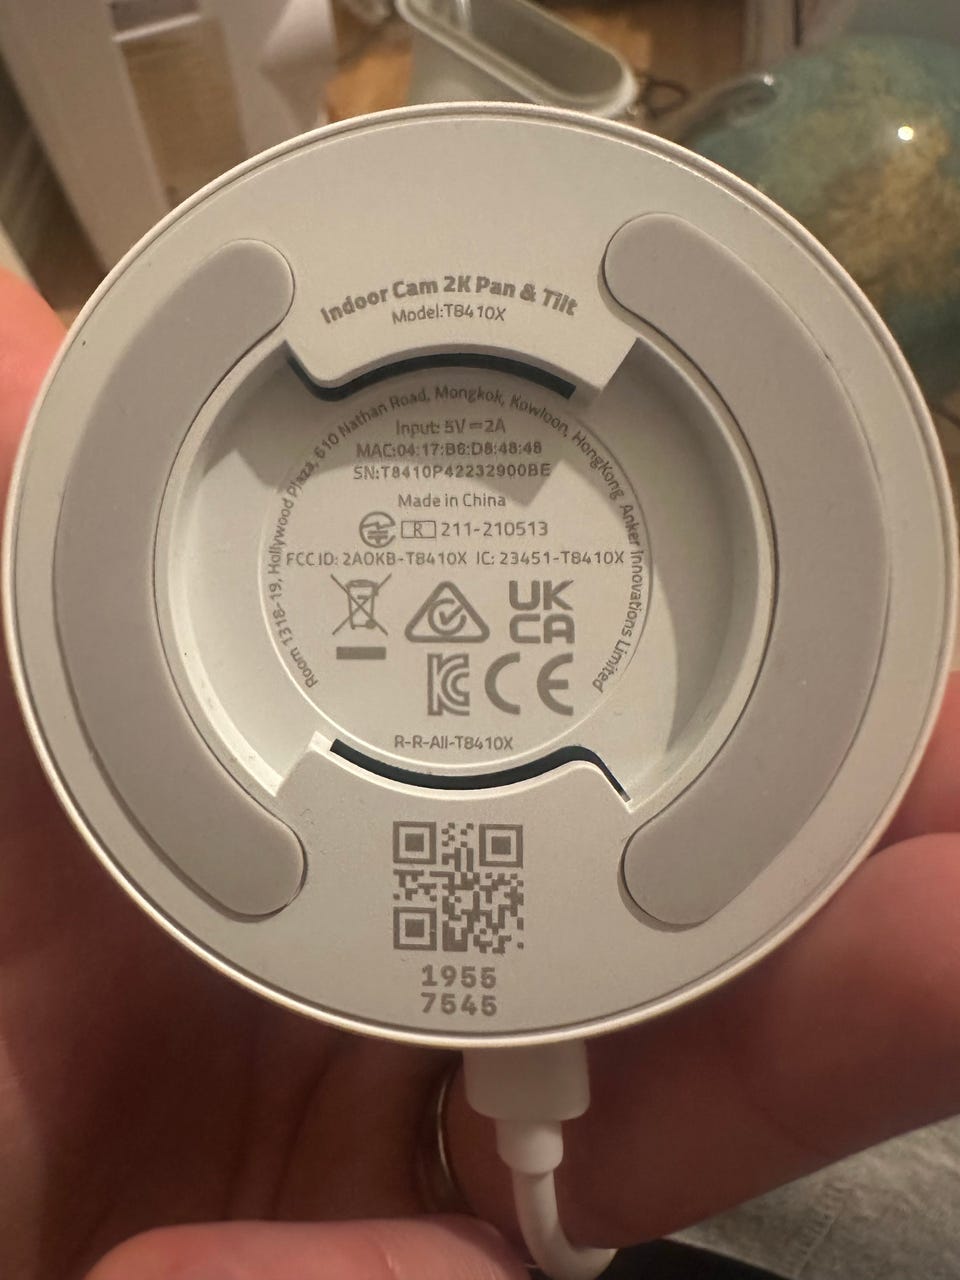 Indoor Cam 2K Pan & Tilt
Model:T8410X
Room 1318-19, Hollywood Plaza, 610 Nathan Road, Mongkok, Kowloon, HongKong Anker Innovations Limited
Input: 5V⎓2A
MAC:04:17:B6:D8:48:48
SN:T8410P42232900BE
Made in China
R 211-210513
FCC ID: 2AOKB-T8410X IC: 23451-T8410X
UK
CA
KC CE
R-R-AII-T8410X
1955
7545